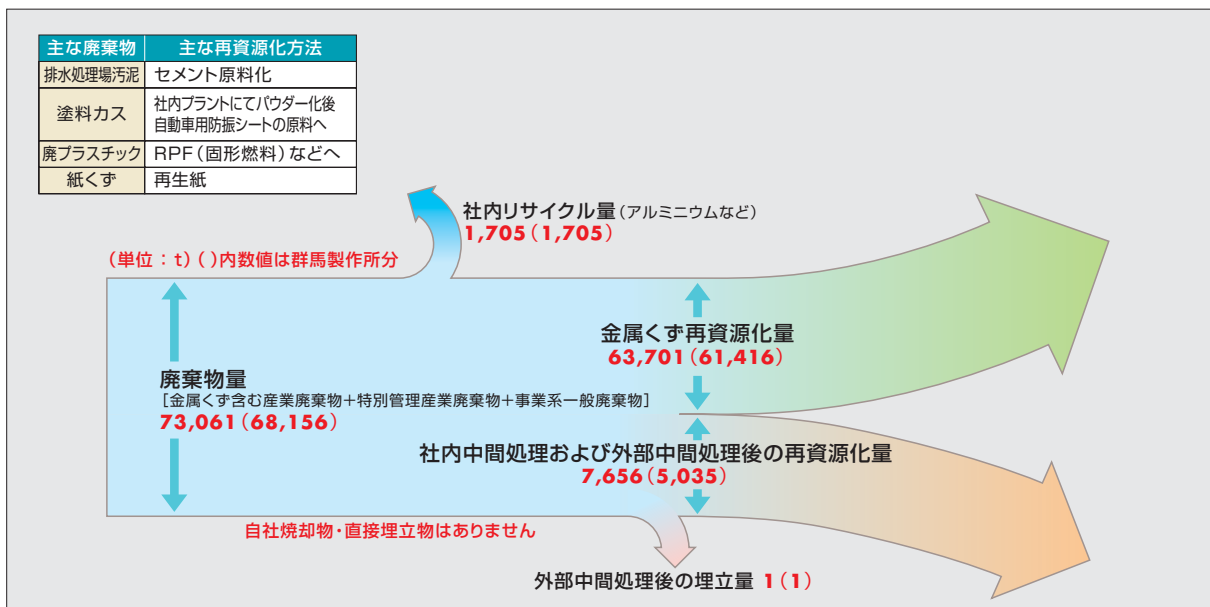 主な廃棄物 主な再資源化方法
排水処理場汚泥 セメント原料化
塗料カス 社内プラントにてパウダー化後
自動車用防振シートの原料へ
廃プラスチック RPF(固形燃料)などへ
紙くず 再生紙
社内リサイクル量(アルミニウムなど)
1,705(1,705)
(単位:t)( )内数値は群馬製作所分
金属くず再資源化量
63,701(61,416)
廃棄物量
[金属くず含む産業廃棄物+特別管理産業廃棄物+事業系一般廃棄物]
73,061(68,156)
社内中間処理および外部中間処理後の再資源化量
7,656(5,035)
自社焼却物・直接埋立物はありません
外部中間処理後の埋立量 1(1)